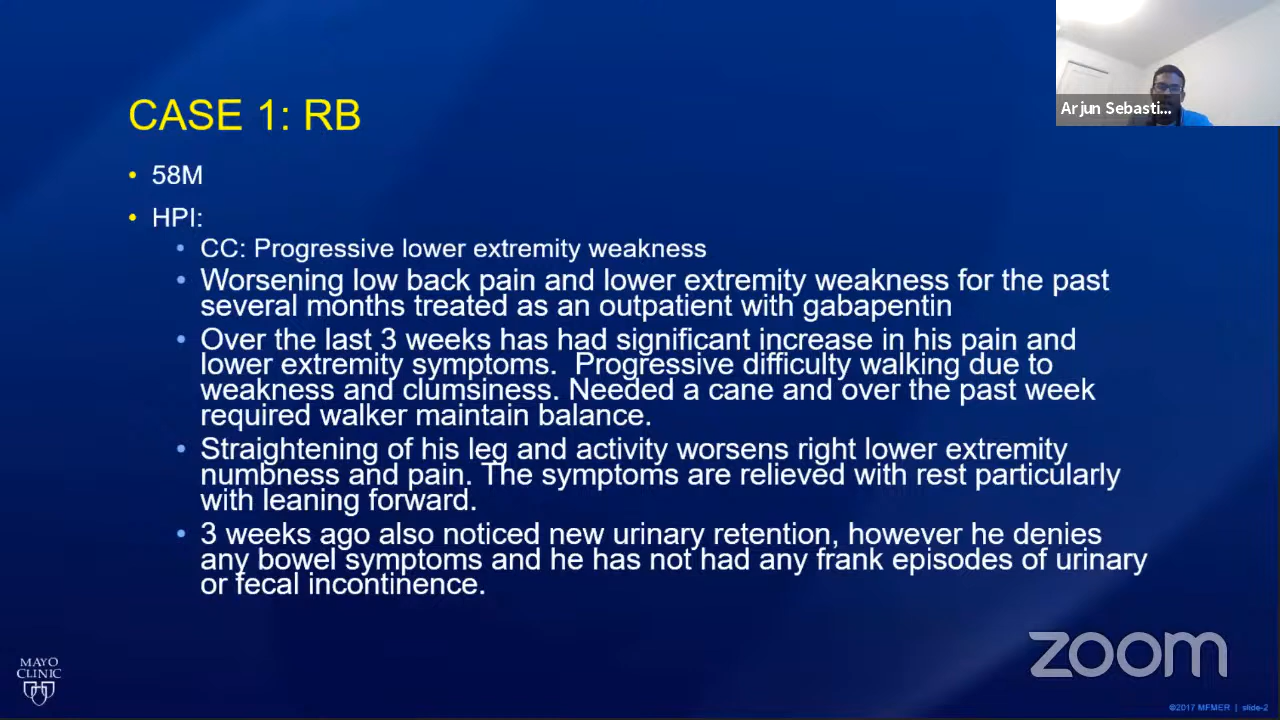 Arjun Sebasti...
CASE 1: RB
• 58M
• HPI:
• CC: Progressive lower extremity weakness
• Worsening low back pain and lower extremity weakness for the past
several months treated as an outpatient with gabapentin
• Over the last 3 weeks has had significant increase in his pain and
lower extremity symptoms.  Progressive difficulty walking due to
weakness and clumsiness. Needed a cane and over the past week
required walker maintain balance.
• Straightening of his leg and activity worsens right lower extremity
numbness and pain. The symptoms are relieved with rest particularly
with leaning forward.
• 3 weeks ago also noticed new urinary retention, however he denies
any bowel symptoms and he has not had any frank episodes of urinary
or fecal incontinence.
MAYO
CLINIC
zoom
©2017 MFMER | slide-2